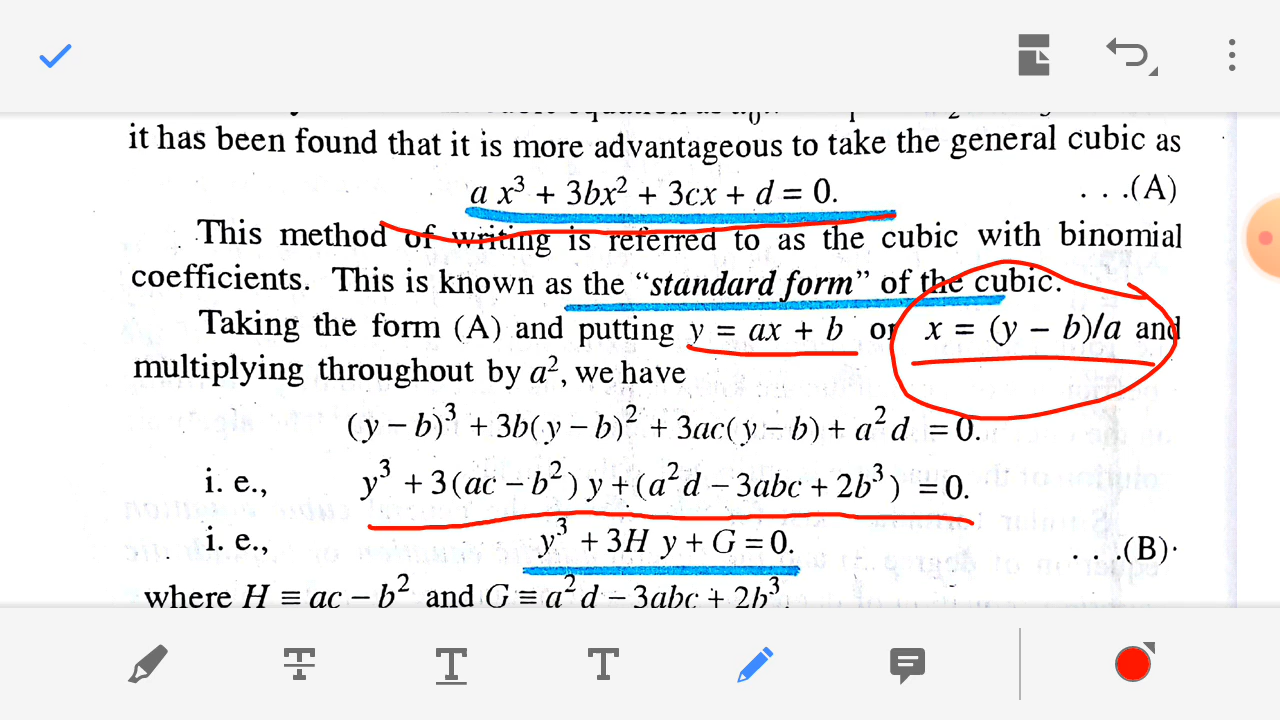 it has been found that it is more advantageous to take the general cubic as
a x³ + 3bx² + 3cx + d = 0. . . .(A)
This method of writing is referred to as the cubic with binomial
coefficients. This is known as the “standard form” of the cubic.
Taking the form (A) and putting y = ax + b or x = (y − b)/a and
multiplying throughout by a², we have
(y − b)³ + 3b(y − b)² + 3ac(y − b) + a²d = 0.
i. e., y³ + 3(ac − b²) y + (a²d − 3abc + 2b³) = 0.
i. e., y³ + 3H y + G = 0. . . .(B)
where H ≡ ac − b² and G ≡ a²d − 3abc + 2b³.
T
T
T